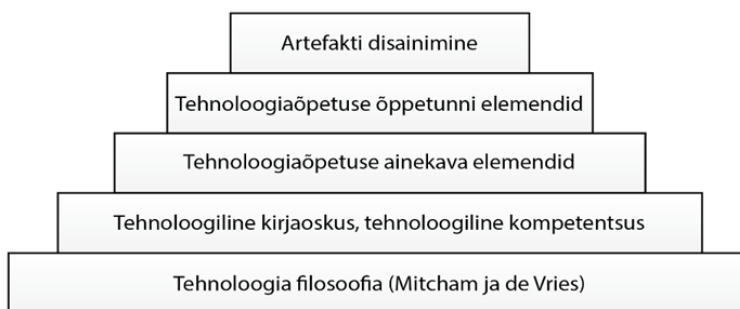 Artefakti disainimine
Tehnoloogiaõpetuse õppetunni elemendid
Tehnoloogiaõpetuse ainekava elemendid
Tehnoloogiline kirjaoskus, tehnoloogiline kompetentsus
Tehnoloogia filosoofia (Mitcham ja de Vries)